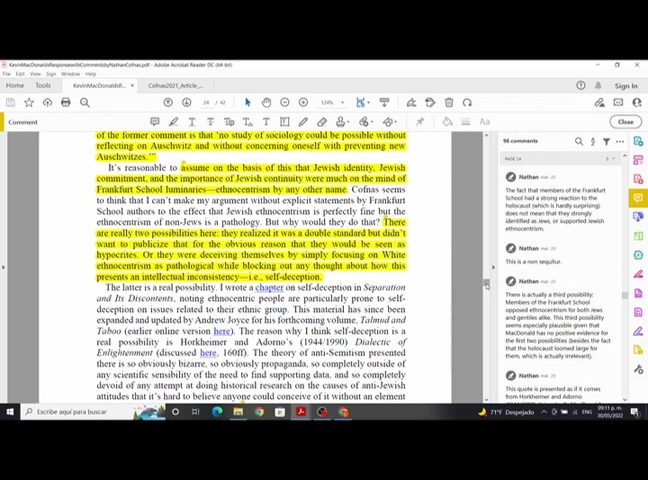 KevinMacDonaldsResponsewithCommentsbyNathanCofnas.pdf - Adobe Acrobat Reader DC (64-bit)
File Edit View Sign Window Help
Home Tools KevinMacDonaldsR... × Cofnas2021_Article_... Sign In
24 / 42 124%
Comment Aa Close
of the former comment is that 'no study of sociology could be possible without
reflecting on Auschwitz and without concerning oneself with preventing new
Auschwitzes.'"
It's reasonable to assume on the basis of this that Jewish identity, Jewish
commitment, and the importance of Jewish continuity were much on the mind of
Frankfurt School luminaries—ethnocentrism by any other name. Cofnas seems
to think that I can't make my argument without explicit statements by Frankfurt
School authors to the effect that Jewish ethnocentrism is perfectly fine but the
ethnocentrism of non-Jews is a pathology. But why would they do that? There
are really two possibilities here: they realized it was a double standard but didn't
want to publicize that for the obvious reason that they would be seen as
hypocrites. Or they were deceiving themselves by simply focusing on White
ethnocentrism as pathological while blocking out any thought about how this
presents an intellectual inconsistency—i.e., self-deception.
The latter is a real possibility. I wrote a chapter on self-deception in Separation
and Its Discontents, noting ethnocentric people are particularly prone to self-
deception on issues related to their ethnic group. This material has since been
expanded and updated by Andrew Joyce for his forthcoming volume, Talmud and
Taboo (earlier online version here). The reason why I think self-deception is a
real possibility is Horkheimer and Adorno's (1944/1990) Dialectic of
Enlightenment (discussed here, 160ff). The theory of anti-Semitism presented
there is so obviously bizarre, so obviously propaganda, so completely outside of
any scientific sensibility of the need to find supporting data, and so completely
devoid of any attempt at doing historical research on the causes of anti-Jewish
attitudes that it's hard to believe anyone could conceive of it without an element
98 comments
PAGE 24 5
Nathan mar. 20
The fact that members of the Frankfurt
School had a strong reaction to the
holocaust (which is hardly surprising)
does not mean that they strongly
identified as Jews, or supported Jewish
ethnocentrism.
Nathan mar. 20
This is a non sequitur.
Nathan mar. 20
There is actually a third possibility:
Members of the Frankfurt School
opposed ethnocentrism for both Jews
and gentiles alike. This third possibility
seems especially plausible given that
MacDonald has no positive evidence for
the first two possibilities (besides the fact
that the holocaust loomed large for
them, which is actually irrelevant).
Nathan mar. 20
This quote is presented as if it comes
from Horkheimer and Adorno
Escribe aquí para buscar
71°F Despejado
09:11 p. m.
30/05/2022